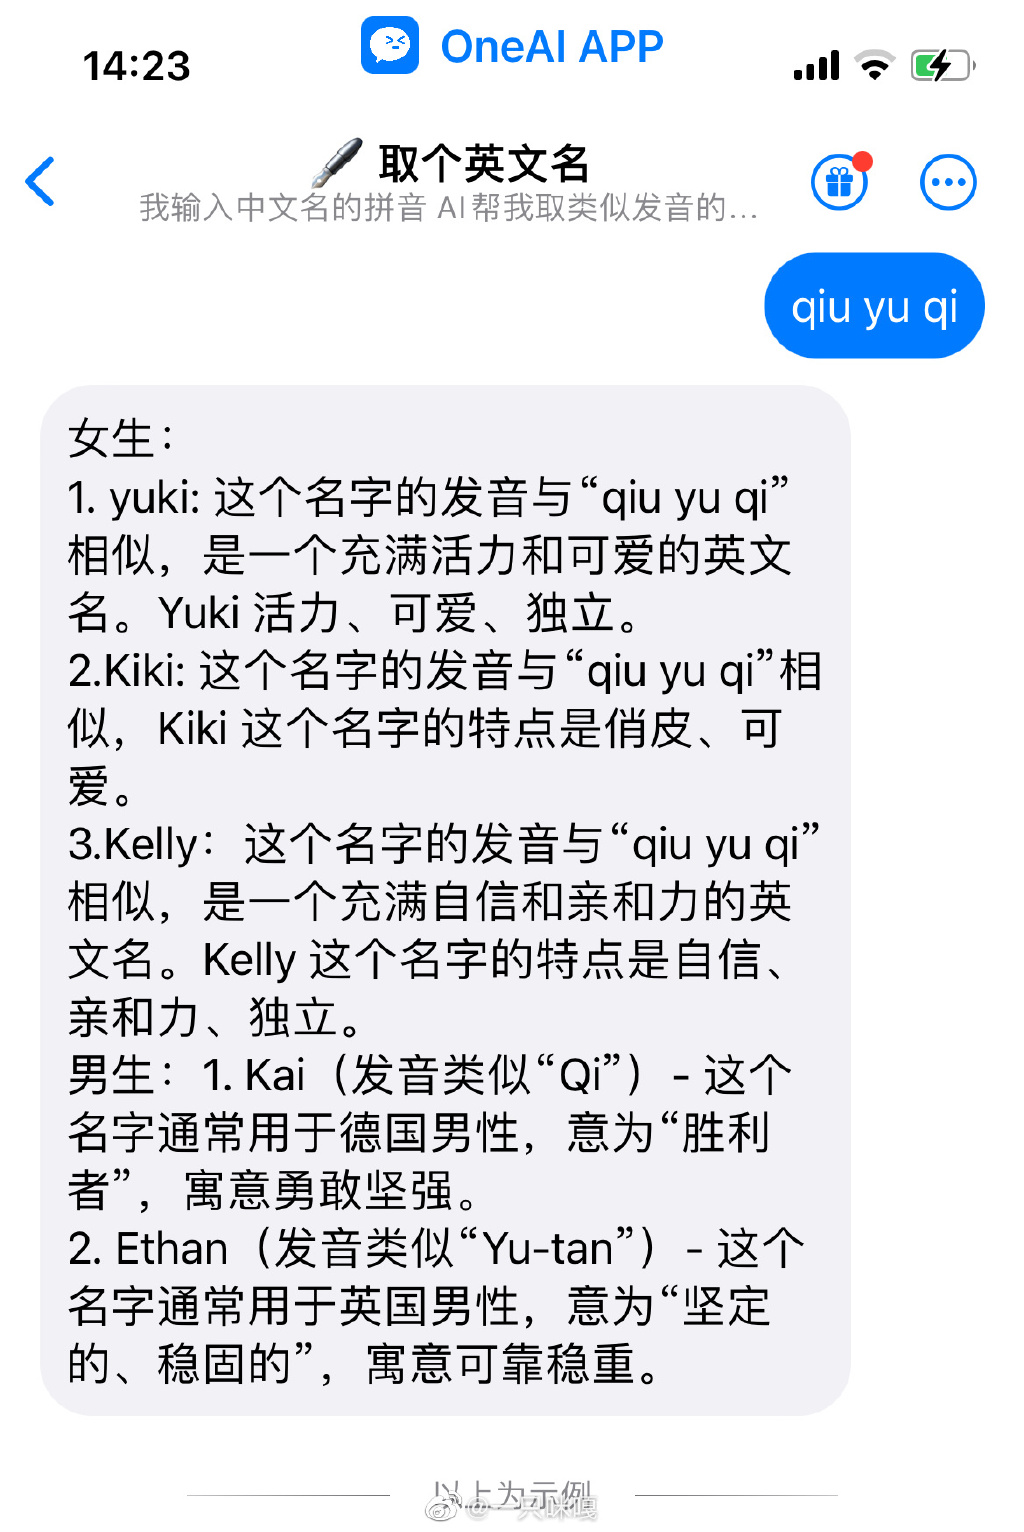 14:23
OneAI APP
取个英文名
我输入中文名的拼音 AI帮我取类似发音的...
qiu yu qi
女生：
1. yuki: 这个名字的发音与“qiu yu qi”
相似，是一个充满活力和可爱的英文
名。Yuki 活力、可爱、独立。
2.Kiki: 这个名字的发音与“qiu yu qi”相
似，Kiki 这个名字的特点是俏皮、可
爱。
3.Kelly：这个名字的发音与“qiu yu qi”
相似，是一个充满自信和亲和力的英
文名。Kelly 这个名字的特点是自信、
亲和力、独立。
男生：1. Kai（发音类似“Qi”）- 这个
名字通常用于德国男性，意为“胜利
者”，寓意勇敢坚强。
2. Ethan（发音类似“Yu-tan”）- 这个
名字通常用于英国男性，意为“坚定
的、稳固的”，寓意可靠稳重。
以上为示例
@一只咪嘎